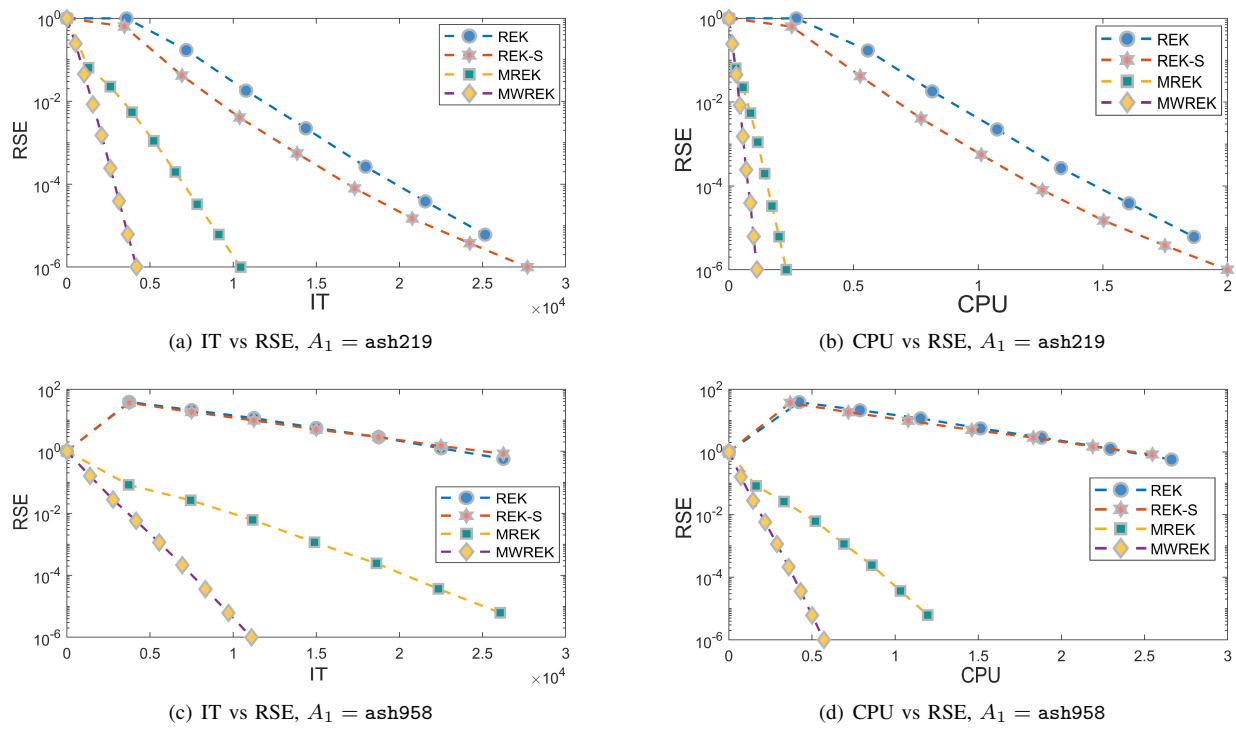 10^0
10^-2
10^-4
10^-6
RSE
0 0.5 1 1.5 2 2.5 3
IT
×10^4
REK
REK-S
MREK
MWREK
(a) IT vs RSE, A_1 = ash219
10^0
10^-2
10^-4
10^-6
RSE
0 0.5 1 1.5 2
CPU
REK
REK-S
MREK
MWREK
(b) CPU vs RSE, A_1 = ash219
10^2
10^0
10^-2
10^-4
10^-6
RSE
0 0.5 1 1.5 2 2.5 3
IT
×10^4
REK
REK-S
MREK
MWREK
(c) IT vs RSE, A_1 = ash958
10^2
10^0
10^-2
10^-4
10^-6
RSE
0 0.5 1 1.5 2 2.5 3
CPU
REK
REK-S
MREK
MWREK
(d) CPU vs RSE, A_1 = ash958